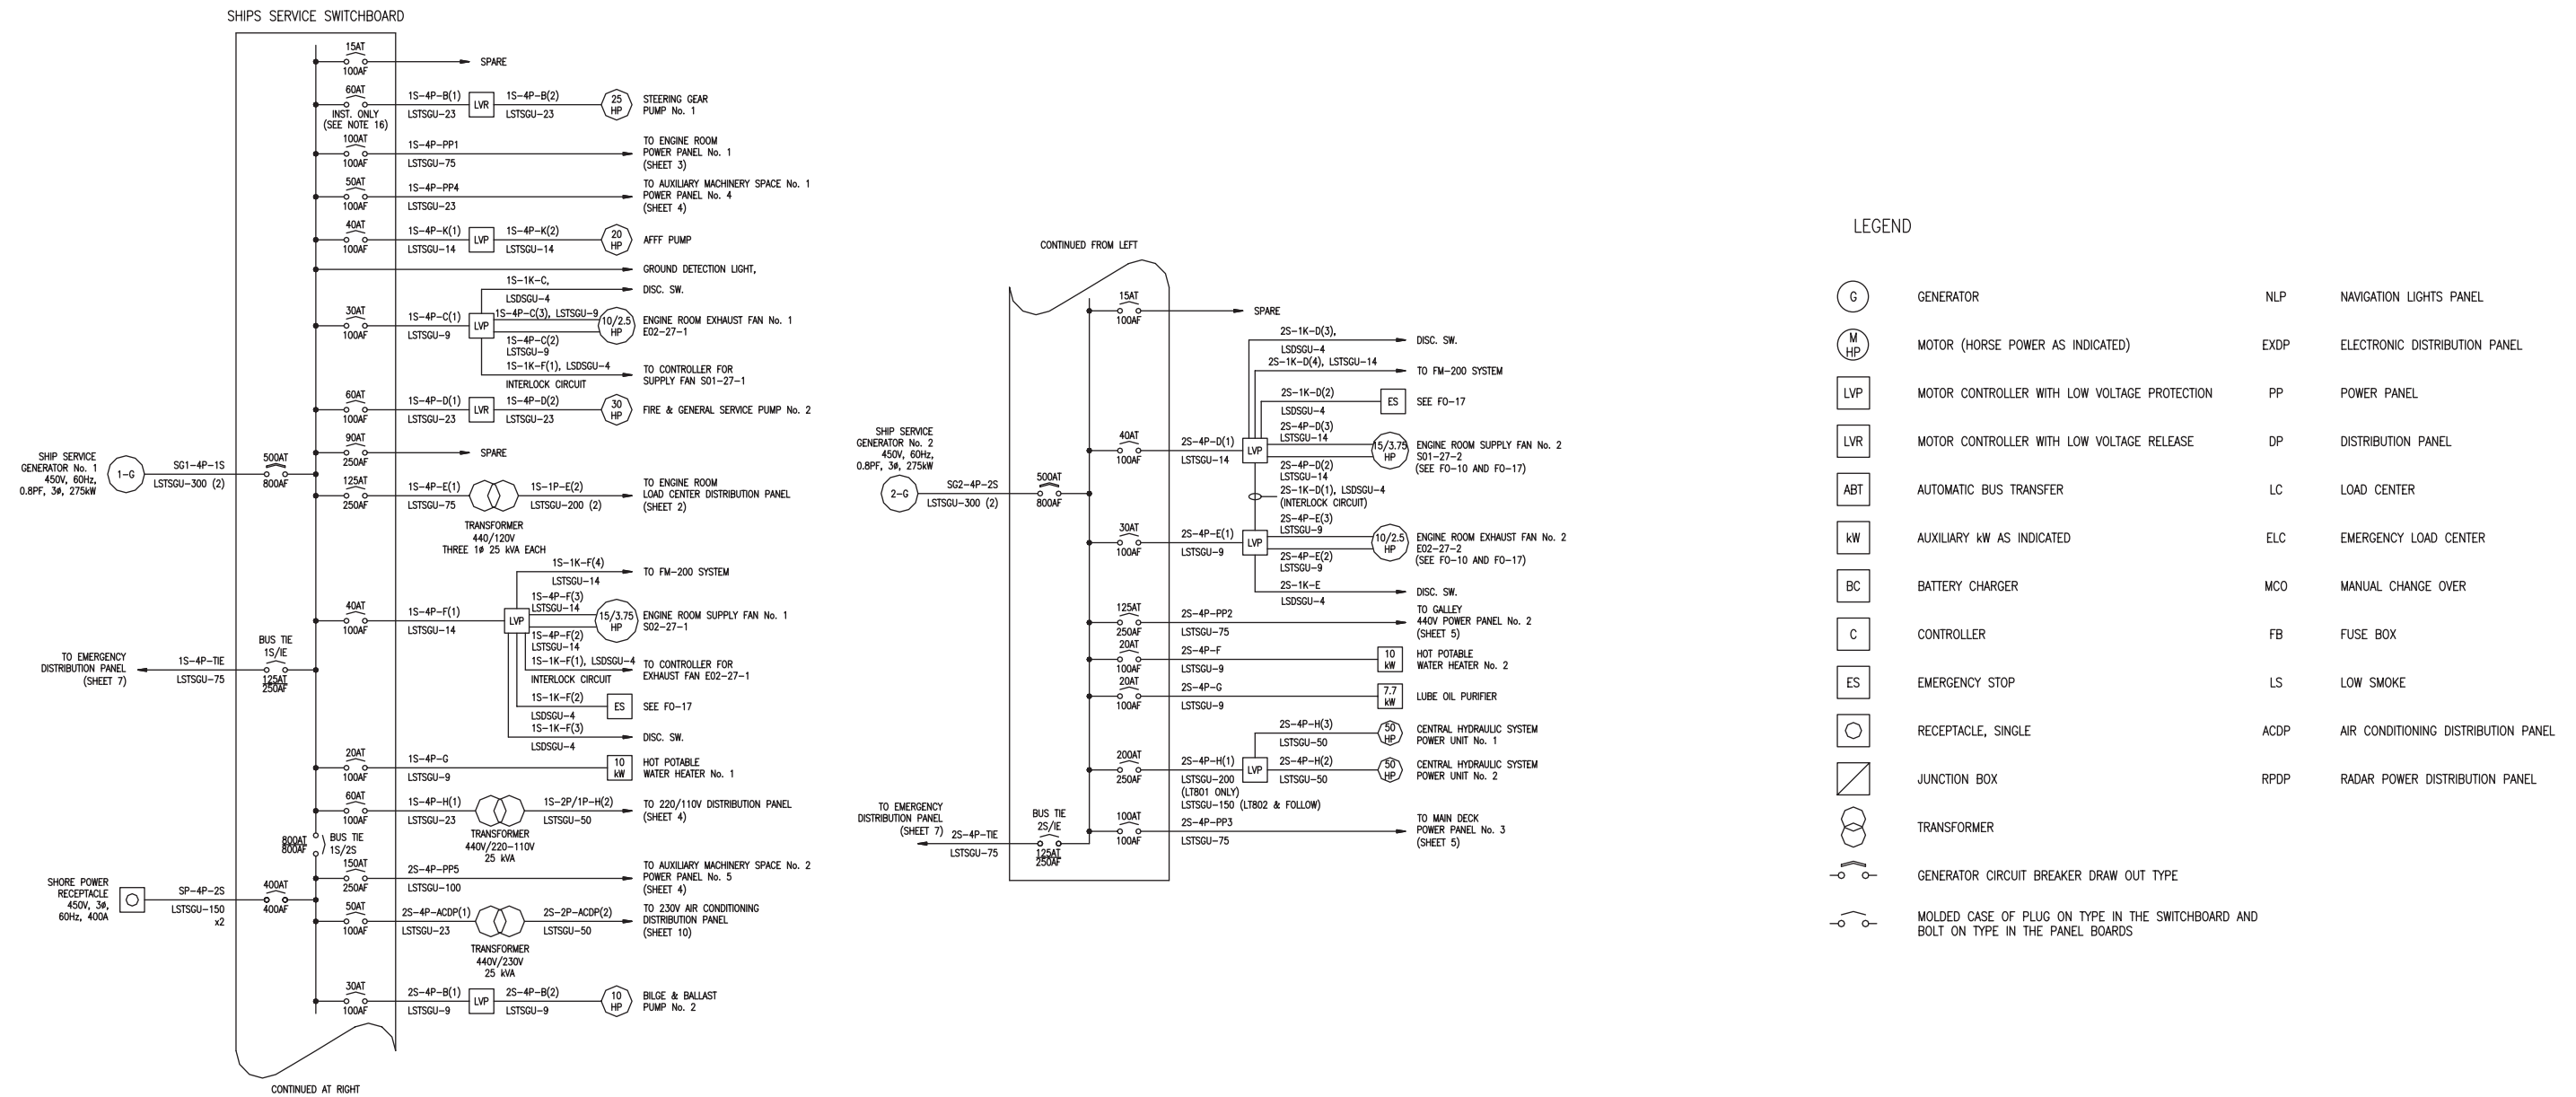 SHIPS SERVICE SWITCHBOARD
15AT
100AF
SPARE
60AT
INST. ONLY
(SEE NOTE 16)
1S-4P-B(1)
LSTSGU-23
LVR
1S-4P-B(2)
LSTSGU-23
25
HP
STEERING GEAR
PUMP No. 1
100AT
100AF
1S-4P-PP1
LSTSGU-75
TO ENGINE ROOM
POWER PANEL No. 1
(SHEET 3)
50AT
100AF
1S-4P-PP4
LSTSGU-23
TO AUXILIARY MACHINERY SPACE No. 1
POWER PANEL No. 4
(SHEET 4)
40AT
100AF
1S-4P-K(1)
LSTSGU-14
LVP
1S-4P-K(2)
LSTSGU-14
20
HP
AFFF PUMP
GROUND DETECTION LIGHT,
1S-1K-C,
LSDSGU-4
DISC. SW.
30AT
100AF
1S-4P-C(1)
LSTSGU-9
LVP
1S-4P-C(3), LSTSGU-9
10/2.5
HP
ENGINE ROOM EXHAUST FAN No. 1
E02-27-1
1S-4P-C(2)
LSTSGU-9
1S-1K-F(1), LSDSGU-4
INTERLOCK CIRCUIT
TO CONTROLLER FOR
SUPPLY FAN S01-27-1
60AT
100AF
1S-4P-D(1)
LSTSGU-23
LVR
1S-4P-D(2)
LSTSGU-23
30
HP
FIRE & GENERAL SERVICE PUMP No. 2
90AT
250AF
SPARE
SHIP SERVICE
GENERATOR No. 1
450V, 60Hz,
0.8PF, 3ø, 275kW
1-G
SG1-4P-1S
LSTSGU-300 (2)
500AT
800AF
125AT
250AF
1S-4P-E(1)
LSTSGU-75
1S-1P-E(2)
LSTSGU-200 (2)
TRANSFORMER
440/120V
THREE 1ø 25 kVA EACH
TO ENGINE ROOM
LOAD CENTER DISTRIBUTION PANEL
(SHEET 2)
1S-1K-F(4)
LSTSGU-14
TO FM-200 SYSTEM
40AT
100AF
1S-4P-F(1)
LSTSGU-14
LVP
1S-4P-F(3)
LSTSGU-14
15/3.75
HP
ENGINE ROOM SUPPLY FAN No. 1
S02-27-1
1S-4P-F(2)
LSTSGU-14
1S-1K-F(1), LSDSGU-4
INTERLOCK CIRCUIT
TO CONTROLLER FOR
EXHAUST FAN E02-27-1
1S-1K-F(2)
LSDSGU-4
ES
SEE FO-17
1S-1K-F(3)
LSDSGU-4
DISC. SW.
TO EMERGENCY
DISTRIBUTION PANEL
(SHEET 7)
1S-4P-TIE
LSTSGU-75
BUS TIE
1S/IE
125AT
250AF
20AT
100AF
1S-4P-G
LSTSGU-9
10
kW
HOT POTABLE
WATER HEATER No. 1
60AT
100AF
1S-4P-H(1)
LSTSGU-23
1S-2P/1P-H(2)
LSTSGU-50
TRANSFORMER
440V/220-110V
25 kVA
TO 220/110V DISTRIBUTION PANEL
(SHEET 4)
800AT
800AF
BUS TIE
1S/2S
150AT
250AF
2S-4P-PP5
LSTSGU-100
TO AUXILIARY MACHINERY SPACE No. 2
POWER PANEL No. 5
(SHEET 4)
SHORE POWER
RECEPTACLE
450V, 3ø,
60Hz, 400A
SP-4P-2S
LSTSGU-150
x2
400AT
400AF
50AT
100AF
2S-4P-ACDP(1)
LSTSGU-23
2S-2P-ACDP(2)
LSTSGU-50
TRANSFORMER
440V/230V
25 kVA
TO 230V AIR CONDITIONING
DISTRIBUTION PANEL
(SHEET 10)
30AT
100AF
2S-4P-B(1)
LSTSGU-9
LVP
2S-4P-B(2)
LSTSGU-9
10
HP
BILGE & BALLAST
PUMP No. 2
CONTINUED AT RIGHT
CONTINUED FROM LEFT
15AT
100AF
SPARE
2S-1K-D(3),
LSDSGU-4
DISC. SW.
2S-1K-D(4), LSTSGU-14
TO FM-200 SYSTEM
2S-1K-D(2)
LSDSGU-4
ES
SEE FO-17
40AT
100AF
2S-4P-D(1)
LSTSGU-14
LVP
2S-4P-D(3)
LSTSGU-14
15/3.75
HP
ENGINE ROOM SUPPLY FAN No. 2
S01-27-2
(SEE FO-10 AND FO-17)
2S-4P-D(2)
LSTSGU-14
2S-1K-D(1), LSDSGU-4
(INTERLOCK CIRCUIT)
SHIP SERVICE
GENERATOR No. 2
450V, 60Hz,
0.8PF, 3ø, 275kW
2-G
SG2-4P-2S
LSTSGU-300 (2)
500AT
800AF
30AT
100AF
2S-4P-E(1)
LSTSGU-9
LVP
2S-4P-E(3)
LSTSGU-9
10/2.5
HP
ENGINE ROOM EXHAUST FAN No. 2
E02-27-2
(SEE FO-10 AND FO-17)
2S-4P-E(2)
LSTSGU-9
2S-1K-E
LSDSGU-4
DISC. SW.
125AT
250AF
2S-4P-PP2
LSTSGU-75
TO GALLEY
440V POWER PANEL No. 2
(SHEET 5)
20AT
100AF
2S-4P-F
LSTSGU-9
10
kW
HOT POTABLE
WATER HEATER No. 2
20AT
100AF
2S-4P-G
LSTSGU-9
7.7
kW
LUBE OIL PURIFIER
2S-4P-H(3)
LSTSGU-50
50
HP
CENTRAL HYDRAULIC SYSTEM
POWER UNIT No. 1
200AT
250AF
2S-4P-H(1)
LSTSGU-200
(LT801 ONLY)
LSTSGU-150 (LT802 & FOLLOW)
LVP
2S-4P-H(2)
LSTSGU-50
50
HP
CENTRAL HYDRAULIC SYSTEM
POWER UNIT No. 2
TO EMERGENCY
DISTRIBUTION PANEL
(SHEET 7)
2S-4P-TIE
LSTSGU-75
BUS TIE
2S/IE
125AT
250AF
100AT
100AF
2S-4P-PP3
LSTSGU-75
TO MAIN DECK
POWER PANEL No. 3
(SHEET 5)
LEGEND
G GENERATOR
M
HP MOTOR (HORSE POWER AS INDICATED)
LVP MOTOR CONTROLLER WITH LOW VOLTAGE PROTECTION
LVR MOTOR CONTROLLER WITH LOW VOLTAGE RELEASE
ABT AUTOMATIC BUS TRANSFER
kW AUXILIARY kW AS INDICATED
BC BATTERY CHARGER
C CONTROLLER
ES EMERGENCY STOP
RECEPTACLE, SINGLE
JUNCTION BOX
TRANSFORMER
GENERATOR CIRCUIT BREAKER DRAW OUT TYPE
MOLDED CASE OF PLUG ON TYPE IN THE SWITCHBOARD AND
BOLT ON TYPE IN THE PANEL BOARDS
NLP NAVIGATION LIGHTS PANEL
EXDP ELECTRONIC DISTRIBUTION PANEL
PP POWER PANEL
DP DISTRIBUTION PANEL
LC LOAD CENTER
ELC EMERGENCY LOAD CENTER
MCO MANUAL CHANGE OVER
FB FUSE BOX
LS LOW SMOKE
ACDP AIR CONDITIONING DISTRIBUTION PANEL
RPDP RADAR POWER DISTRIBUTION PANEL